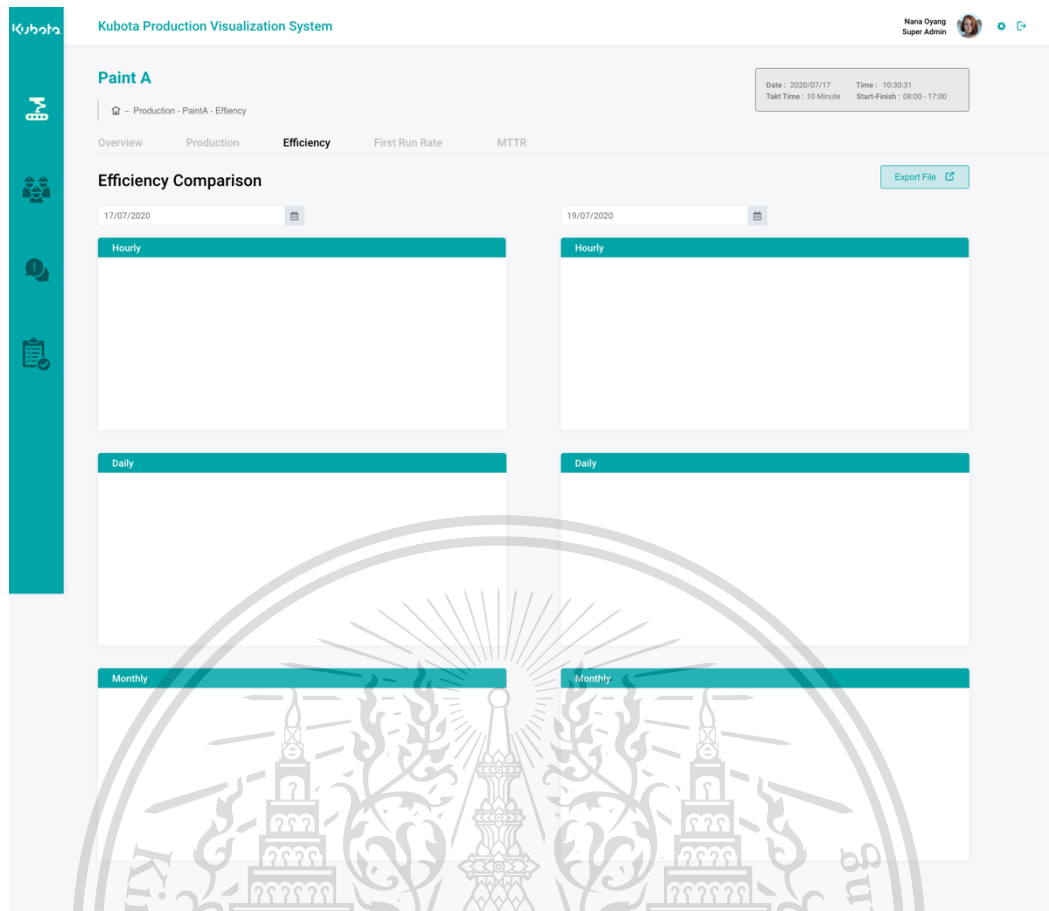 Kubota
Kubota Production Visualization System
Nana Oyang
Super Admin
Paint A
Date : 2020/07/17 Time : 10:30:31
Takt Time : 10 Minute Start-Finish : 08:00 - 17:00
– Production - PaintA - Effiency
Overview Production Efficiency First Run Rate MTTR
Efficiency Comparison
Export File
17/07/2020 19/07/2020
Hourly Hourly
Daily Daily
Monthly Monthly